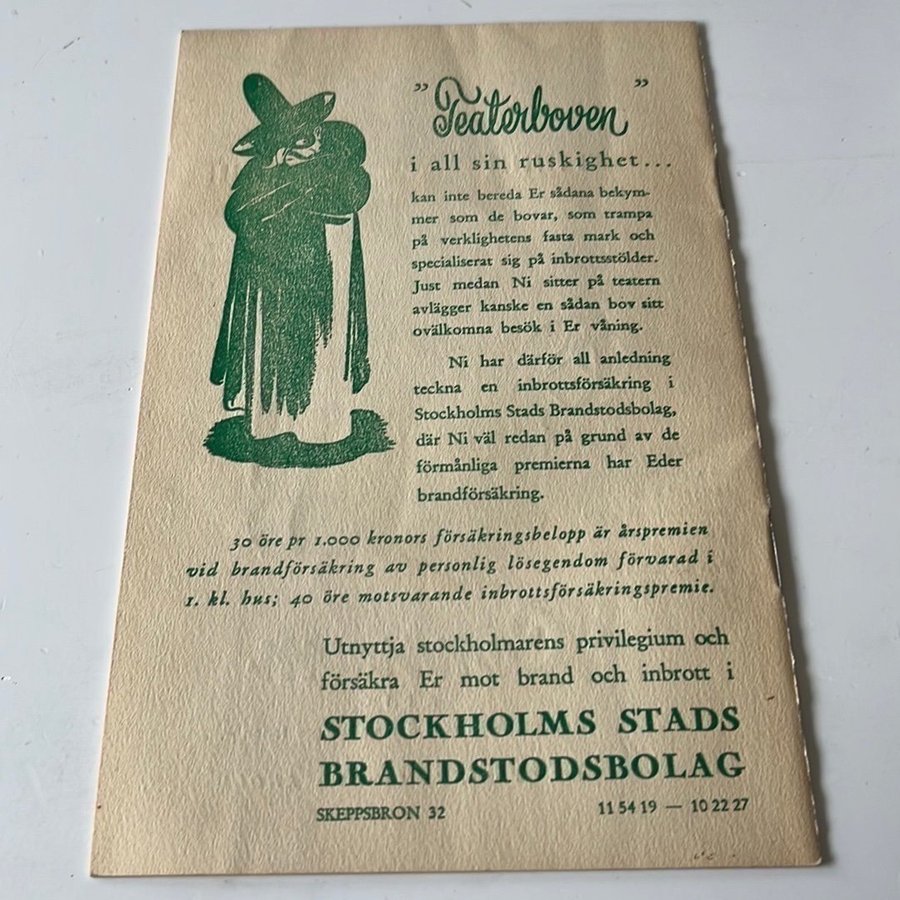 ” Teaterboven ”
i all sin ruskighet...
kan inte bereda Er sådana bekym-
mer som de bovar, som trampa
på verklighetens fasta mark och
specialiserat sig på inbrottsstölder.
Just medan Ni sitter på teatern
avlägger kanske en sådan bov sitt
ovälkomna besök i Er våning.
Ni har därför all anledning
teckna en inbrottsförsäkring i
Stockholms Stads Brandstodsbolag,
där Ni väl redan på grund av de
förmånliga premierna har Eder
brandförsäkring.
30 öre pr 1.000 kronors försäkringsbelopp är årspremien
vid brandförsäkring av personlig lösegendom förvarad i
1. kl. hus; 40 öre motsvarande inbrottsförsäkringspremie.
Utnyttja stockholmarens privilegium och
försäkra Er mot brand och inbrott i
STOCKHOLMS STADS
BRANDSTODSBOLAG
SKEPPSBRON 32 11 54 19 — 10 22 27